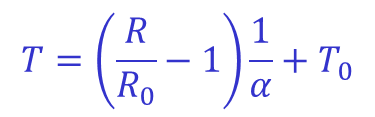 T = (R/R₀ − 1) 1/α + T₀